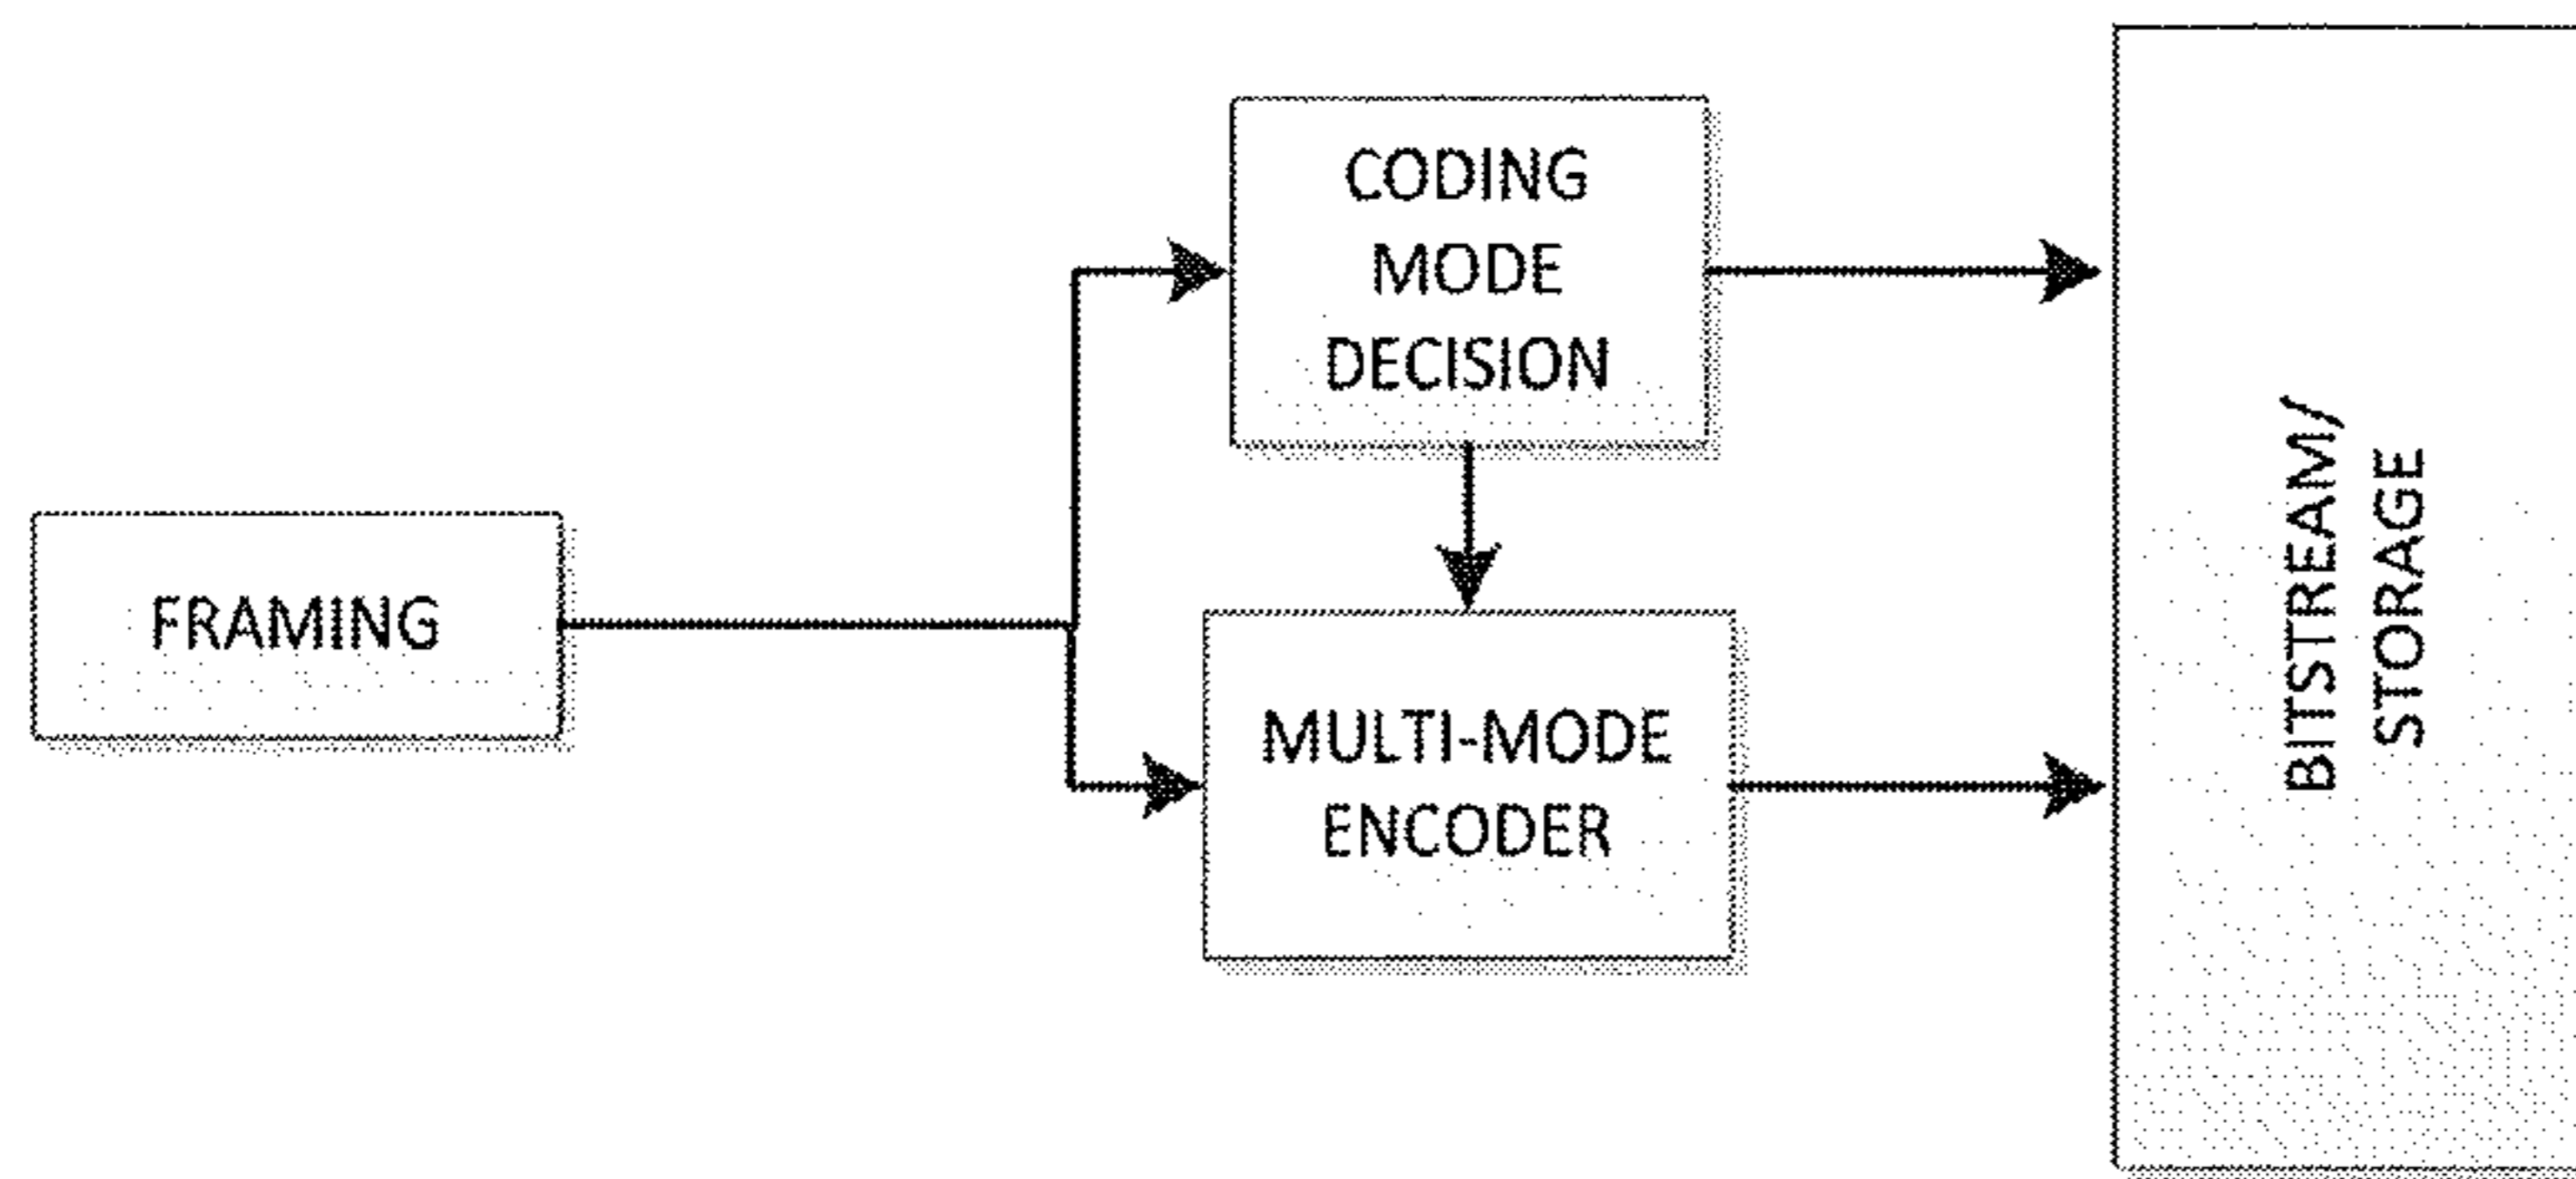 FRAMING
CODING
MODE
DECISION
MULTI-MODE
ENCODER
BITSTREAM/
STORAGE